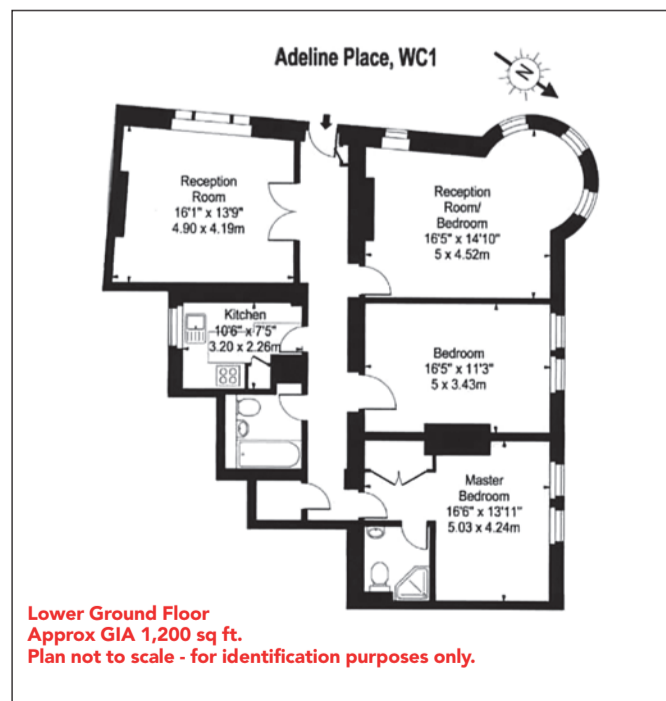 Adeline Place, WC1
N
Reception
Room
16'1" x 13'9"
4.90 x 4.19m
Reception
Room/
Bedroom
16'5" x 14'10"
5 x 4.52m
Kitchen
10'6" x 7'5"
3.20 x 2.26m
Bedroom
16'5" x 11'3"
5 x 3.43m
Master
Bedroom
16'6" x 13'11"
5.03 x 4.24m
Lower Ground Floor
Approx GIA 1,200 sq ft.
Plan not to scale - for identification purposes only.